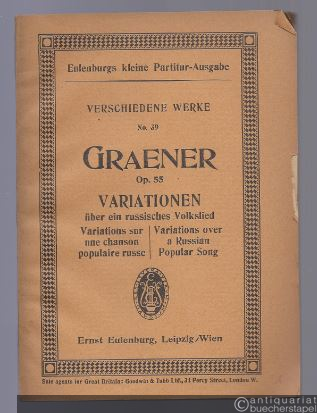 Eulenburgs kleine Partitur-Ausgabe
VERSCHIEDENE WERKE
No. 39
GRAENER
Op. 55
VARIATIONEN
über ein russisches Volkslied
Variations sur
une chanson
populaire russe
Variations over
a Russian
Popular Song
Ernst Eulenburg, Leipzig/Wien
Sole agents for Great Britain: Goodwin & Tabb Ltd., 34 Percy Street, London W.
©antiquariat
buecherstapel